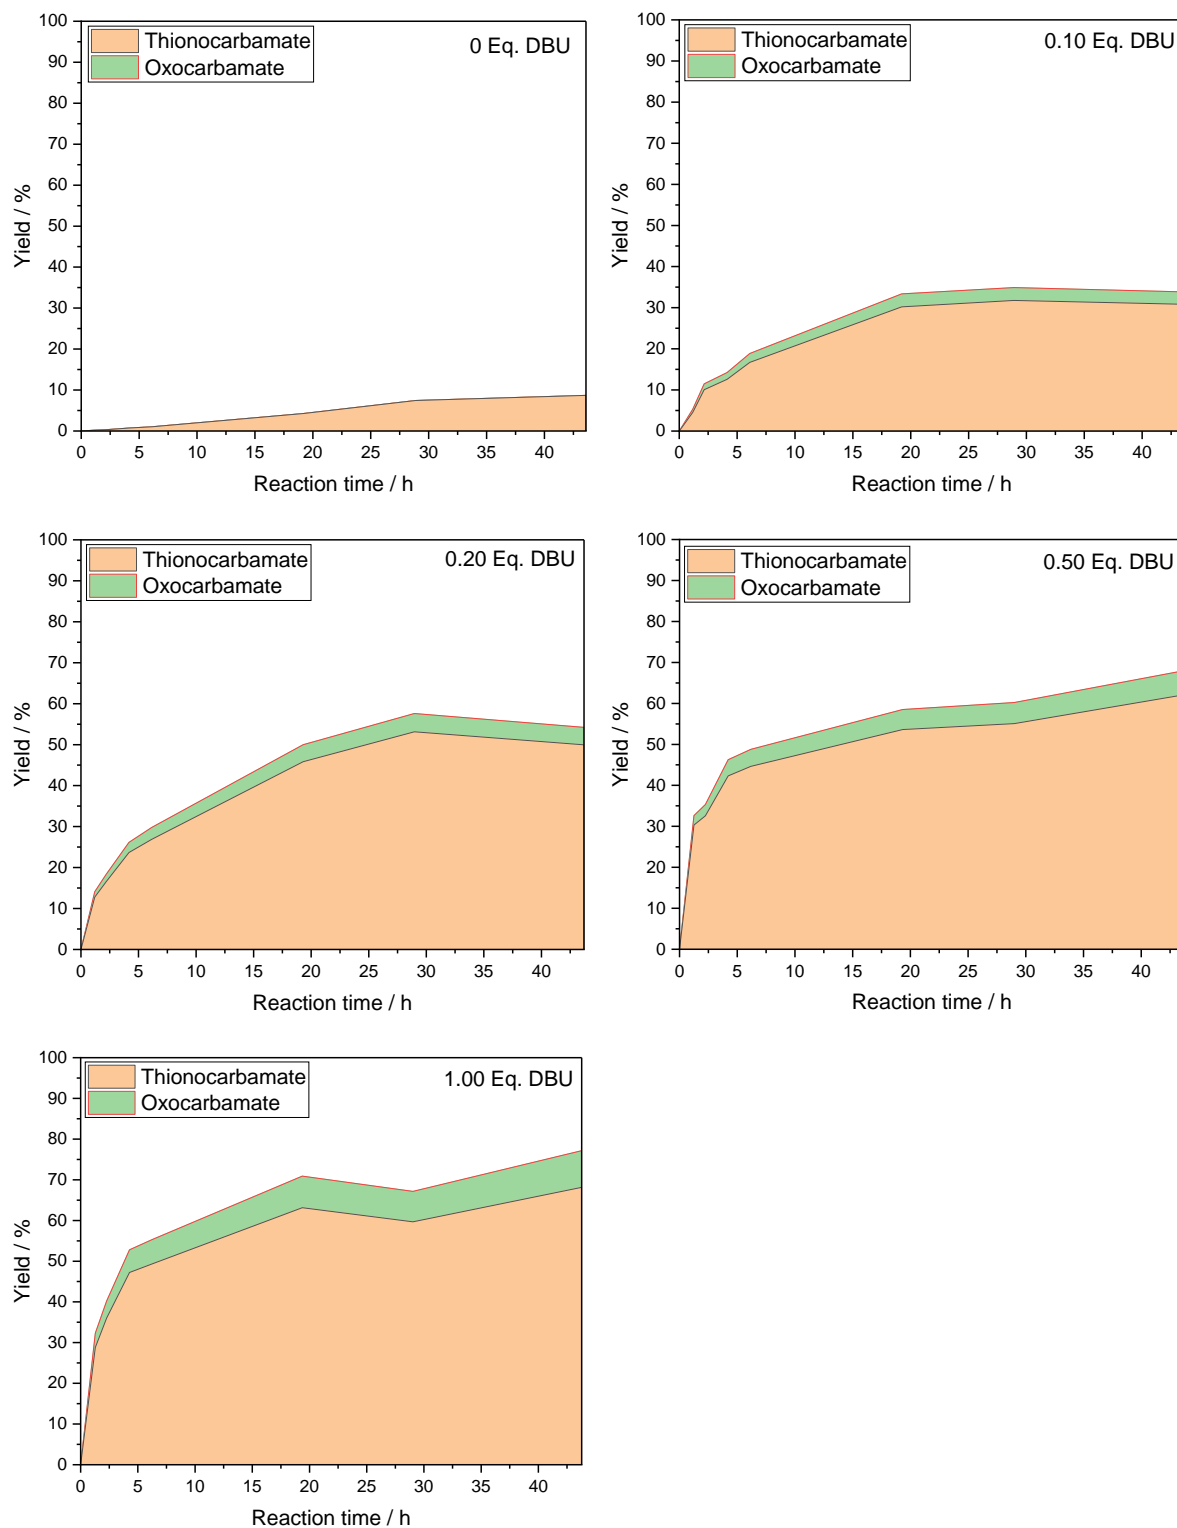 Thionocarbamate
Oxocarbamate
0 Eq. DBU
Yield / %
100
90
80
70
60
50
40
30
20
10
0
0 5 10 15 20 25 30 35 40
Reaction time / h
Thionocarbamate
Oxocarbamate
0.10 Eq. DBU
Yield / %
100
90
80
70
60
50
40
30
20
10
0
0 5 10 15 20 25 30 35 40
Reaction time / h
Thionocarbamate
Oxocarbamate
0.20 Eq. DBU
Yield / %
100
90
80
70
60
50
40
30
20
10
0
0 5 10 15 20 25 30 35 40
Reaction time / h
Thionocarbamate
Oxocarbamate
0.50 Eq. DBU
Yield / %
100
90
80
70
60
50
40
30
20
10
0
0 5 10 15 20 25 30 35 40
Reaction time / h
Thionocarbamate
Oxocarbamate
1.00 Eq. DBU
Yield / %
100
90
80
70
60
50
40
30
20
10
0
0 5 10 15 20 25 30 35 40
Reaction time / h